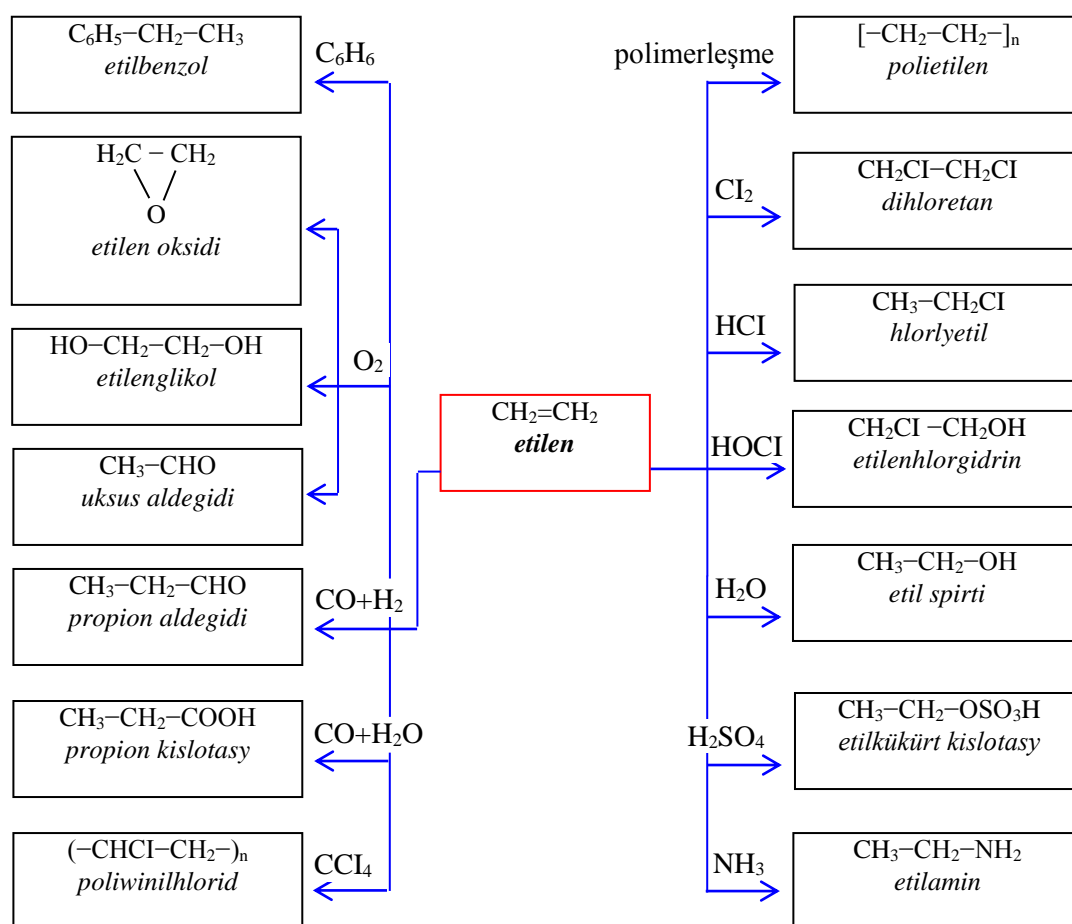 C₆H₅−CH₂−CH₃
etilbenzol
C₆H₆
H₂C − CH₂
O
etilen oksidi
HO−CH₂−CH₂−OH
etilenglikol
O₂
CH₃−CHO
uksus aldegidi
CH₃−CH₂−CHO
propion aldegidi
CO+H₂
CH₃−CH₂−COOH
propion kislotasy
CO+H₂O
(−CHCI−CH₂−)ₙ
poliwinilhlorid
CCI₄
CH₂=CH₂
etilen
polimerleşme
[−CH₂−CH₂-]ₙ
polietilen
CI₂
CH₂CI−CH₂CI
dihloretan
HCI
CH₃−CH₂CI
hlorlyetil
HOCI
CH₂CI −CH₂OH
etilenhlorgidrin
H₂O
CH₃−CH₂−OH
etil spirti
H₂SO₄
CH₃−CH₂−OSO₃H
etilkükürt kislotasy
NH₃
CH₃−CH₂−NH₂
etilamin